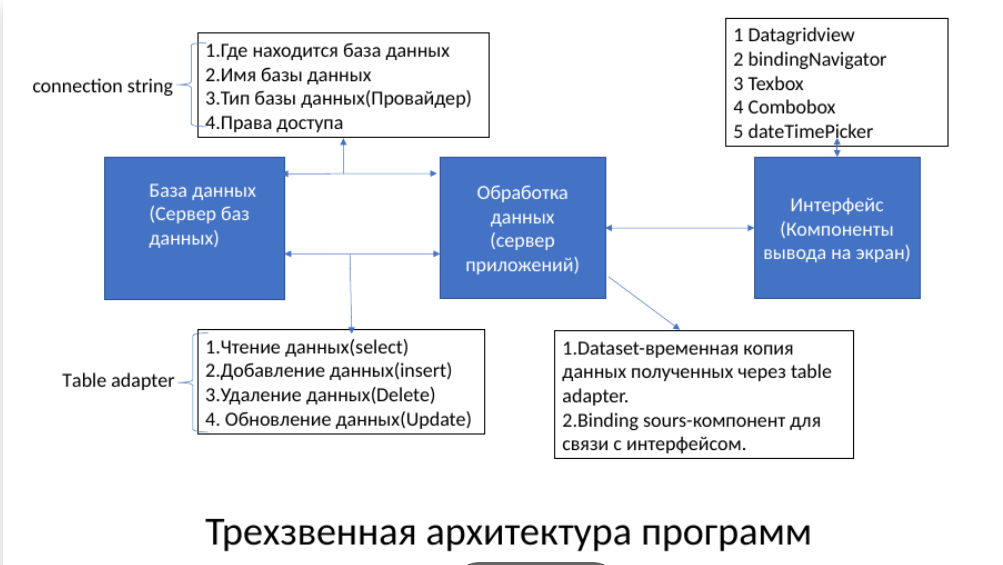 connection string
1.Где находится база данных
2.Имя базы данных
3.Тип базы данных(Провайдер)
4.Права доступа
1 Datagridview
2 bindingNavigator
3 Texbox
4 Combobox
5 dateTimePicker
База данных
(Сервер баз
данных)
Обработка
данных
(сервер
приложений)
Интерфейс
(Компоненты
вывода на экран)
Table adapter
1.Чтение данных(select)
2.Добавление данных(insert)
3.Удаление данных(Delete)
4. Обновление данных(Update)
1.Dataset-временная копия
данных полученных через table
adapter.
2.Binding sours-компонент для
связи с интерфейсом.
Трехзвенная архитектура программ